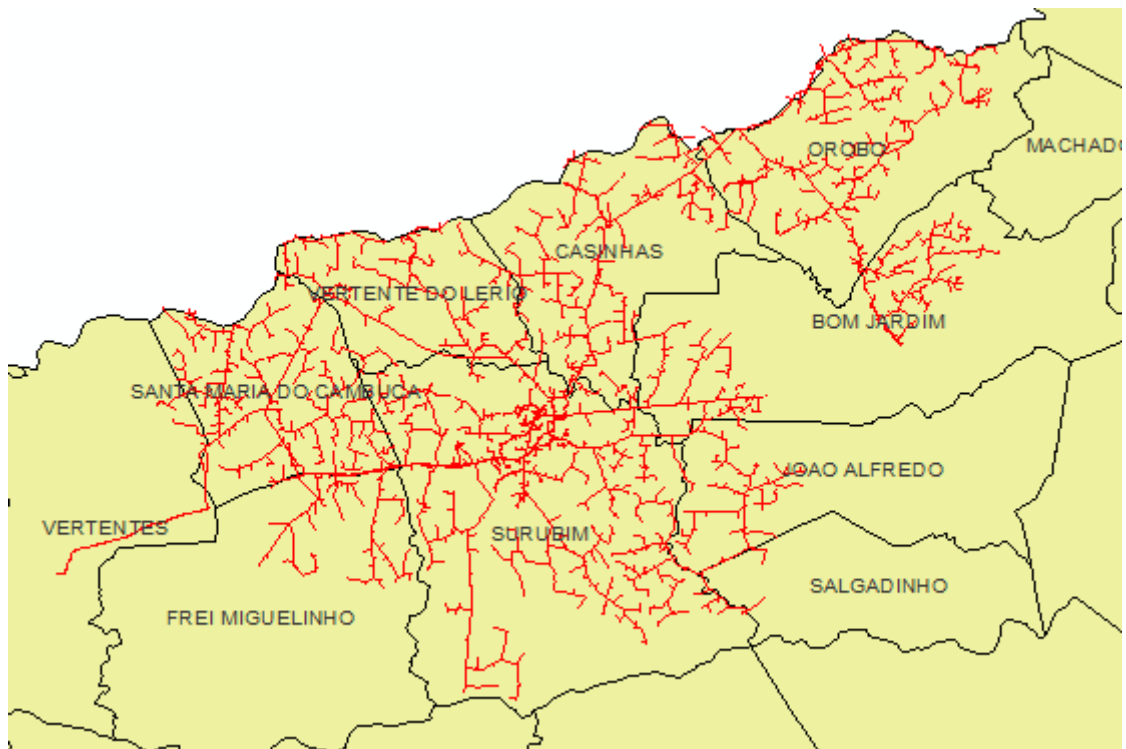 OROBO
MACHADO
CASINHAS
VERTENTE DO LERIO
BOM JARDIM
SANTA MARIA DO CAMBUCA
JOAO ALFREDO
VERTENTES
SURUBIM
SALGADINHO
FREI MIGUELINHO